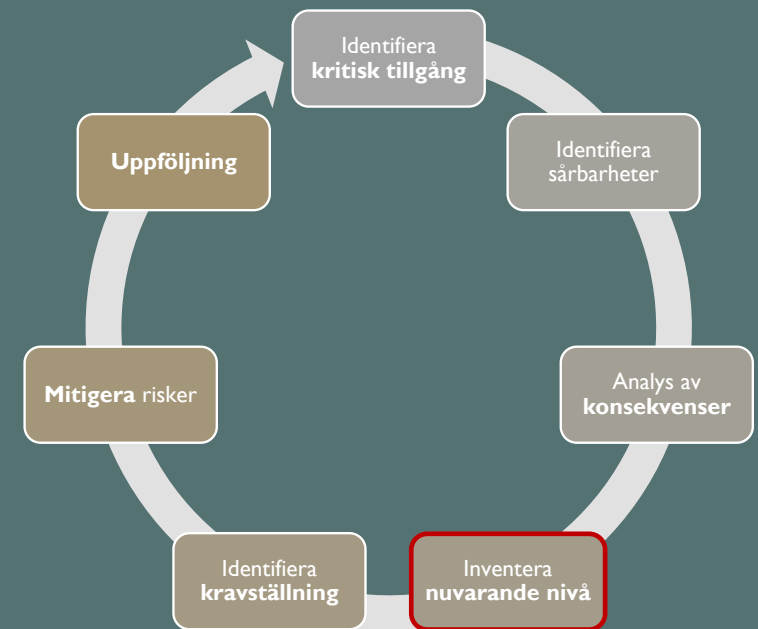 Identifiera
kritisk tillgång
Identifiera
sårbarheter
Analys av
konsekvenser
Inventera
nuvarande nivå
Identifiera
kravställning
Mitigera risker
Uppföljning